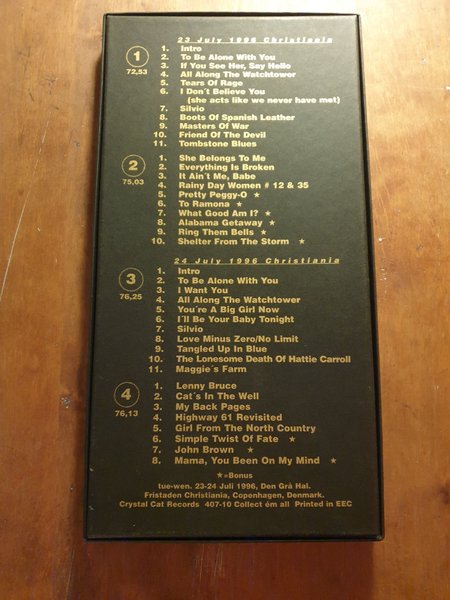 23 July 1996 Christiania
1
72,53
1. Intro
2. To Be Alone With You
3. If You See Her, Say Hello
4. All Along The Watchtower
5. Tears Of Rage
6. I Don´t Believe You
(she acts like we never have met)
7. Silvio
8. Boots Of Spanish Leather
9. Masters Of War
10. Friend Of The Devil
11. Tombstone Blues
2
75,03
1. She Belongs To Me
2. Everything Is Broken
3. It Ain´t Me, Babe
4. Rainy Day Women # 12 & 35
5. Pretty Peggy-O ★
6. To Ramona ★
7. What Good Am I? ★
8. Alabama Getaway ★
9. Ring Them Bells ★
10. Shelter From The Storm ★
24 July 1996 Christiania
3
76,25
1. Intro
2. To Be Alone With You
3. I Want You
4. All Along The Watchtower
5. You´re A Big Girl Now
6. I´ll Be Your Baby Tonight
7. Silvio
8. Love Minus Zero/No Limit
9. Tangled Up In Blue
10. The Lonesome Death Of Hattie Carroll
11. Maggie´s Farm
4
76,13
1. Lenny Bruce
2. Cat´s In The Well
3. My Back Pages
4. Highway 61 Revisited
5. Girl From The North Country
6. Simple Twist Of Fate ★
7. John Brown ★
8. Mama, You Been On My Mind ★
★=Bonus
tue-wen. 23-24 Juli 1996, Den Grå Hal.
Fristaden Christiania, Copenhagen, Denmark.
Crystal Cat Records 407-10 Collect ém all Printed in EEC